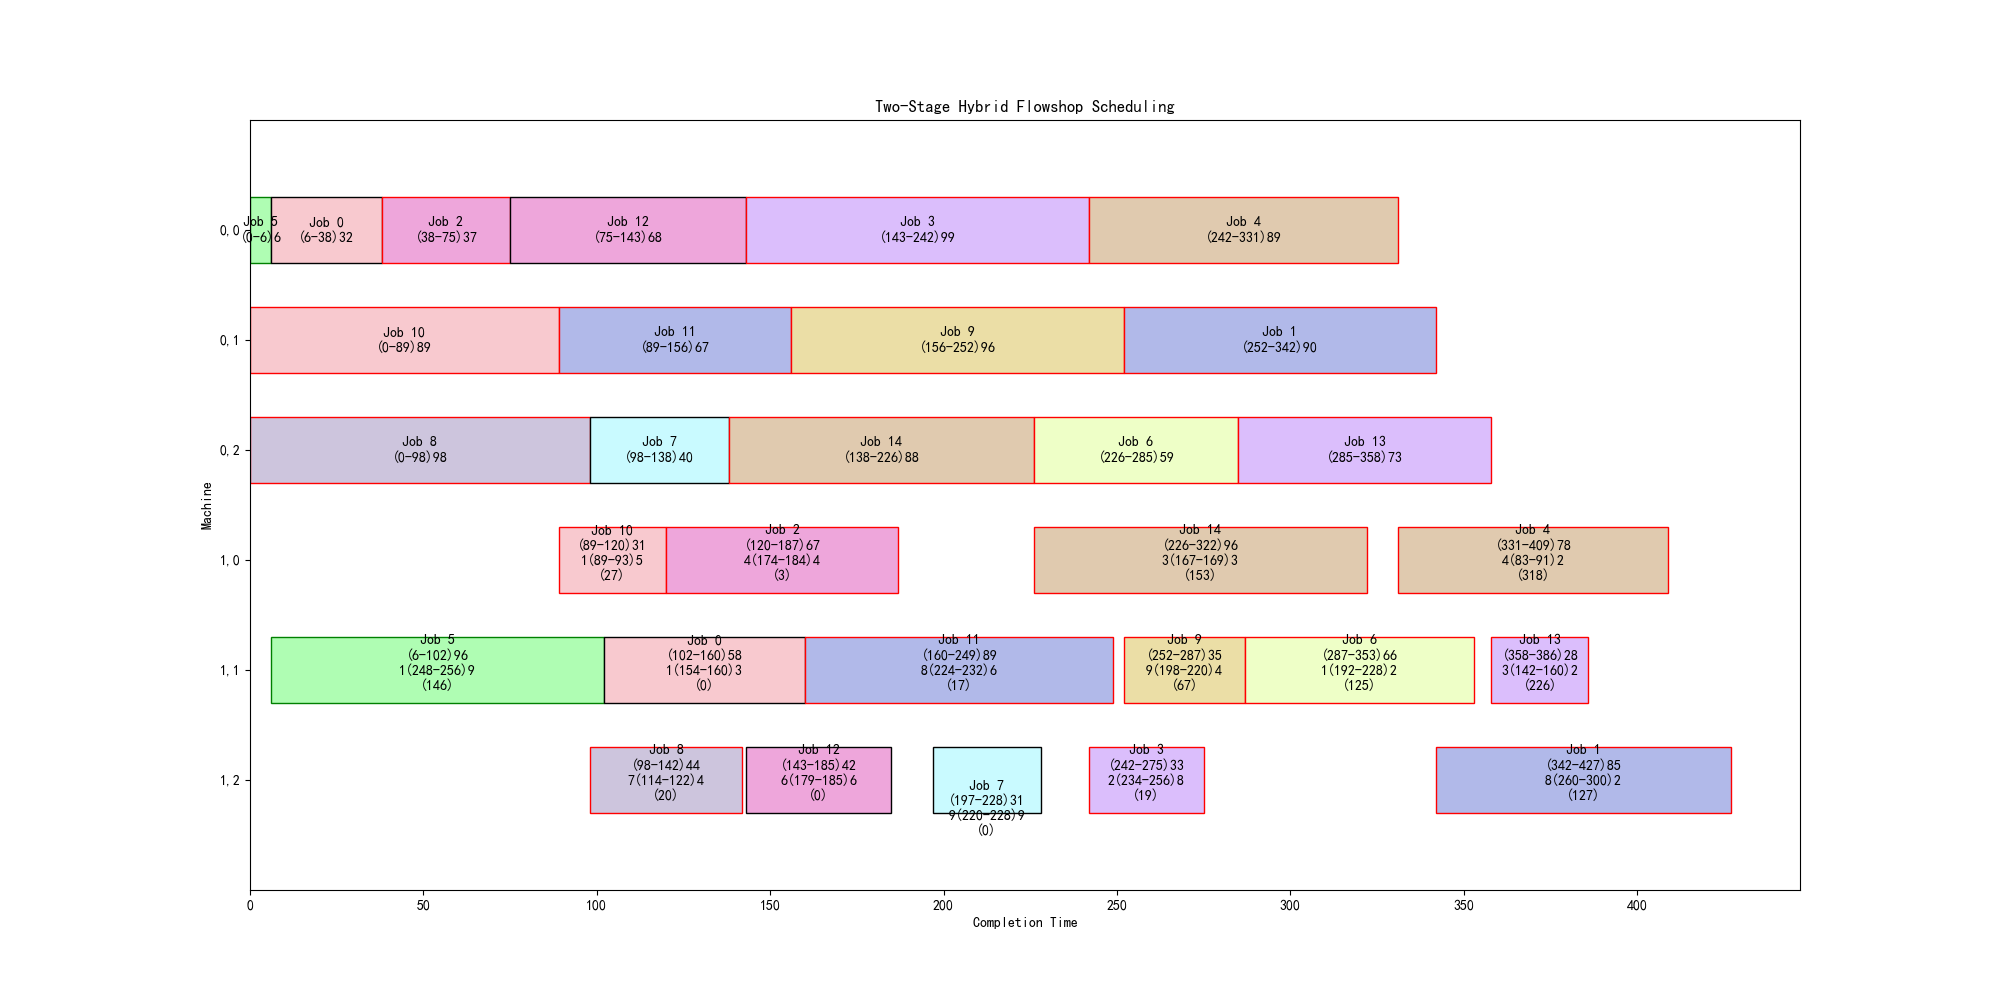 Two-Stage Hybrid Flowshop Scheduling
0,0
Job 5
(0-6)6
Job 0
(6-38)32
Job 2
(38-75)37
Job 12
(75-143)68
Job 3
(143-242)99
Job 4
(242-331)89
0,1
Job 10
(0-89)89
Job 11
(89-156)67
Job 9
(156-252)96
Job 1
(252-342)90
0,2
Job 8
(0-98)98
Job 7
(98-138)40
Job 14
(138-226)88
Job 6
(226-285)59
Job 13
(285-358)73
Machine
1,0
Job 10
(89-120)31
1(89-93)5
(27)
Job 2
(120-187)67
4(174-184)4
(3)
Job 14
(226-322)96
3(167-169)3
(153)
Job 4
(331-409)78
4(83-91)2
(318)
1,1
Job 5
(6-102)96
1(248-256)9
(146)
Job 0
(102-160)58
1(154-160)3
(0)
Job 11
(160-249)89
8(224-232)6
(17)
Job 9
(252-287)35
9(198-220)4
(67)
Job 6
(287-353)66
1(192-228)2
(125)
Job 13
(358-386)28
3(142-160)2
(226)
1,2
Job 8
(98-142)44
7(114-122)4
(20)
Job 12
(143-185)42
6(179-185)6
(0)
Job 7
(197-228)31
9(220-228)9
(0)
Job 3
(242-275)33
2(234-256)8
(19)
Job 1
(342-427)85
8(260-300)2
(127)
0 50 100 150 200 250 300 350 400
Completion Time